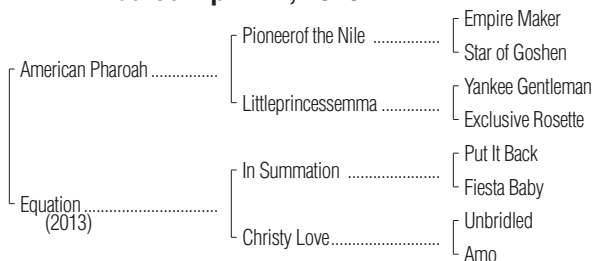 Empire Maker
Pioneerof the Nile ................
Star of Goshen
American Pharoah ...............
Yankee Gentleman
Littleprincessemma ..............
Exclusive Rosette
Put It Back
In Summation ......................
Fiesta Baby
Equation ..............................
(2013)
Unbridled
Christy Love..........................
Amo